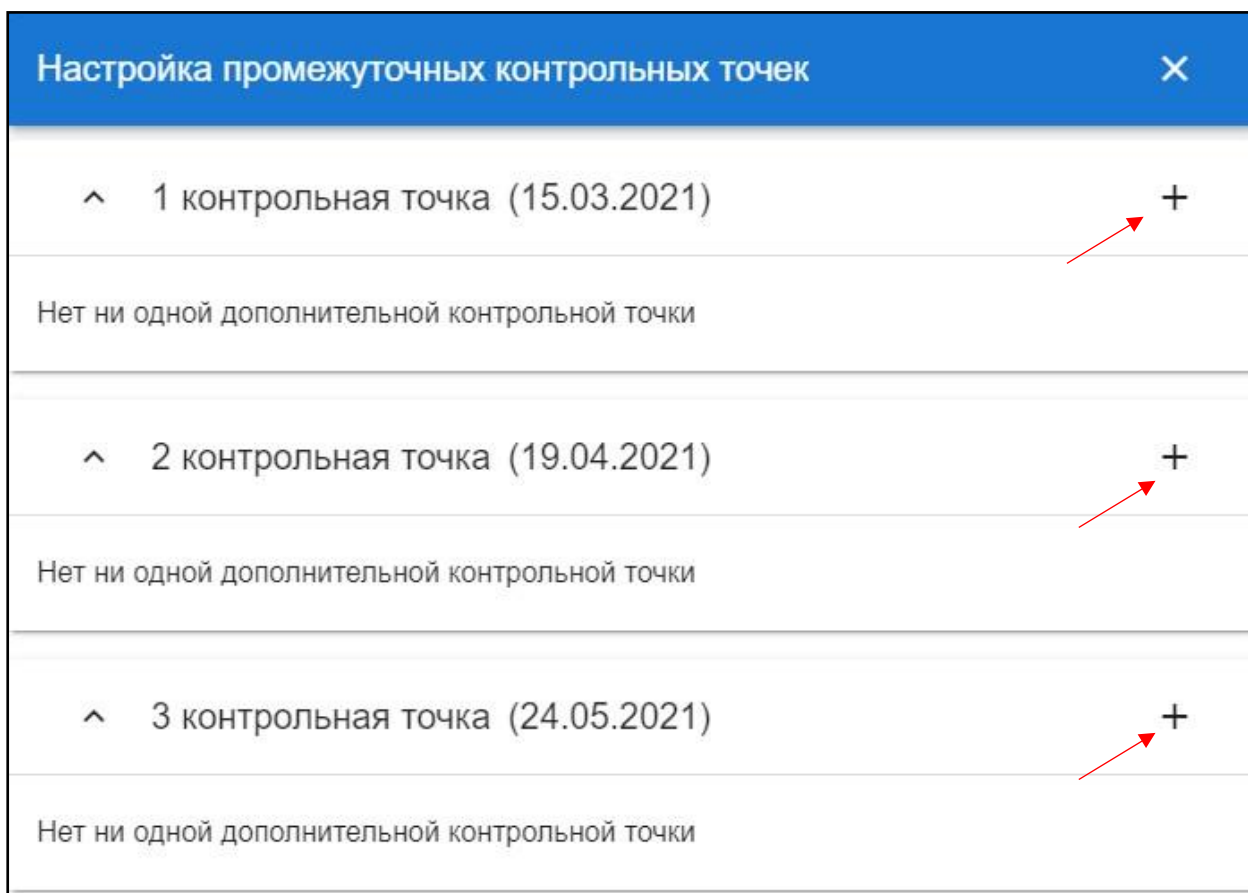 Настройка промежуточных контрольных точек
1 контрольная точка (15.03.2021)
Нет ни одной дополнительной контрольной точки
2 контрольная точка (19.04.2021)
Нет ни одной дополнительной контрольной точки
3 контрольная точка (24.05.2021)
Нет ни одной дополнительной контрольной точки